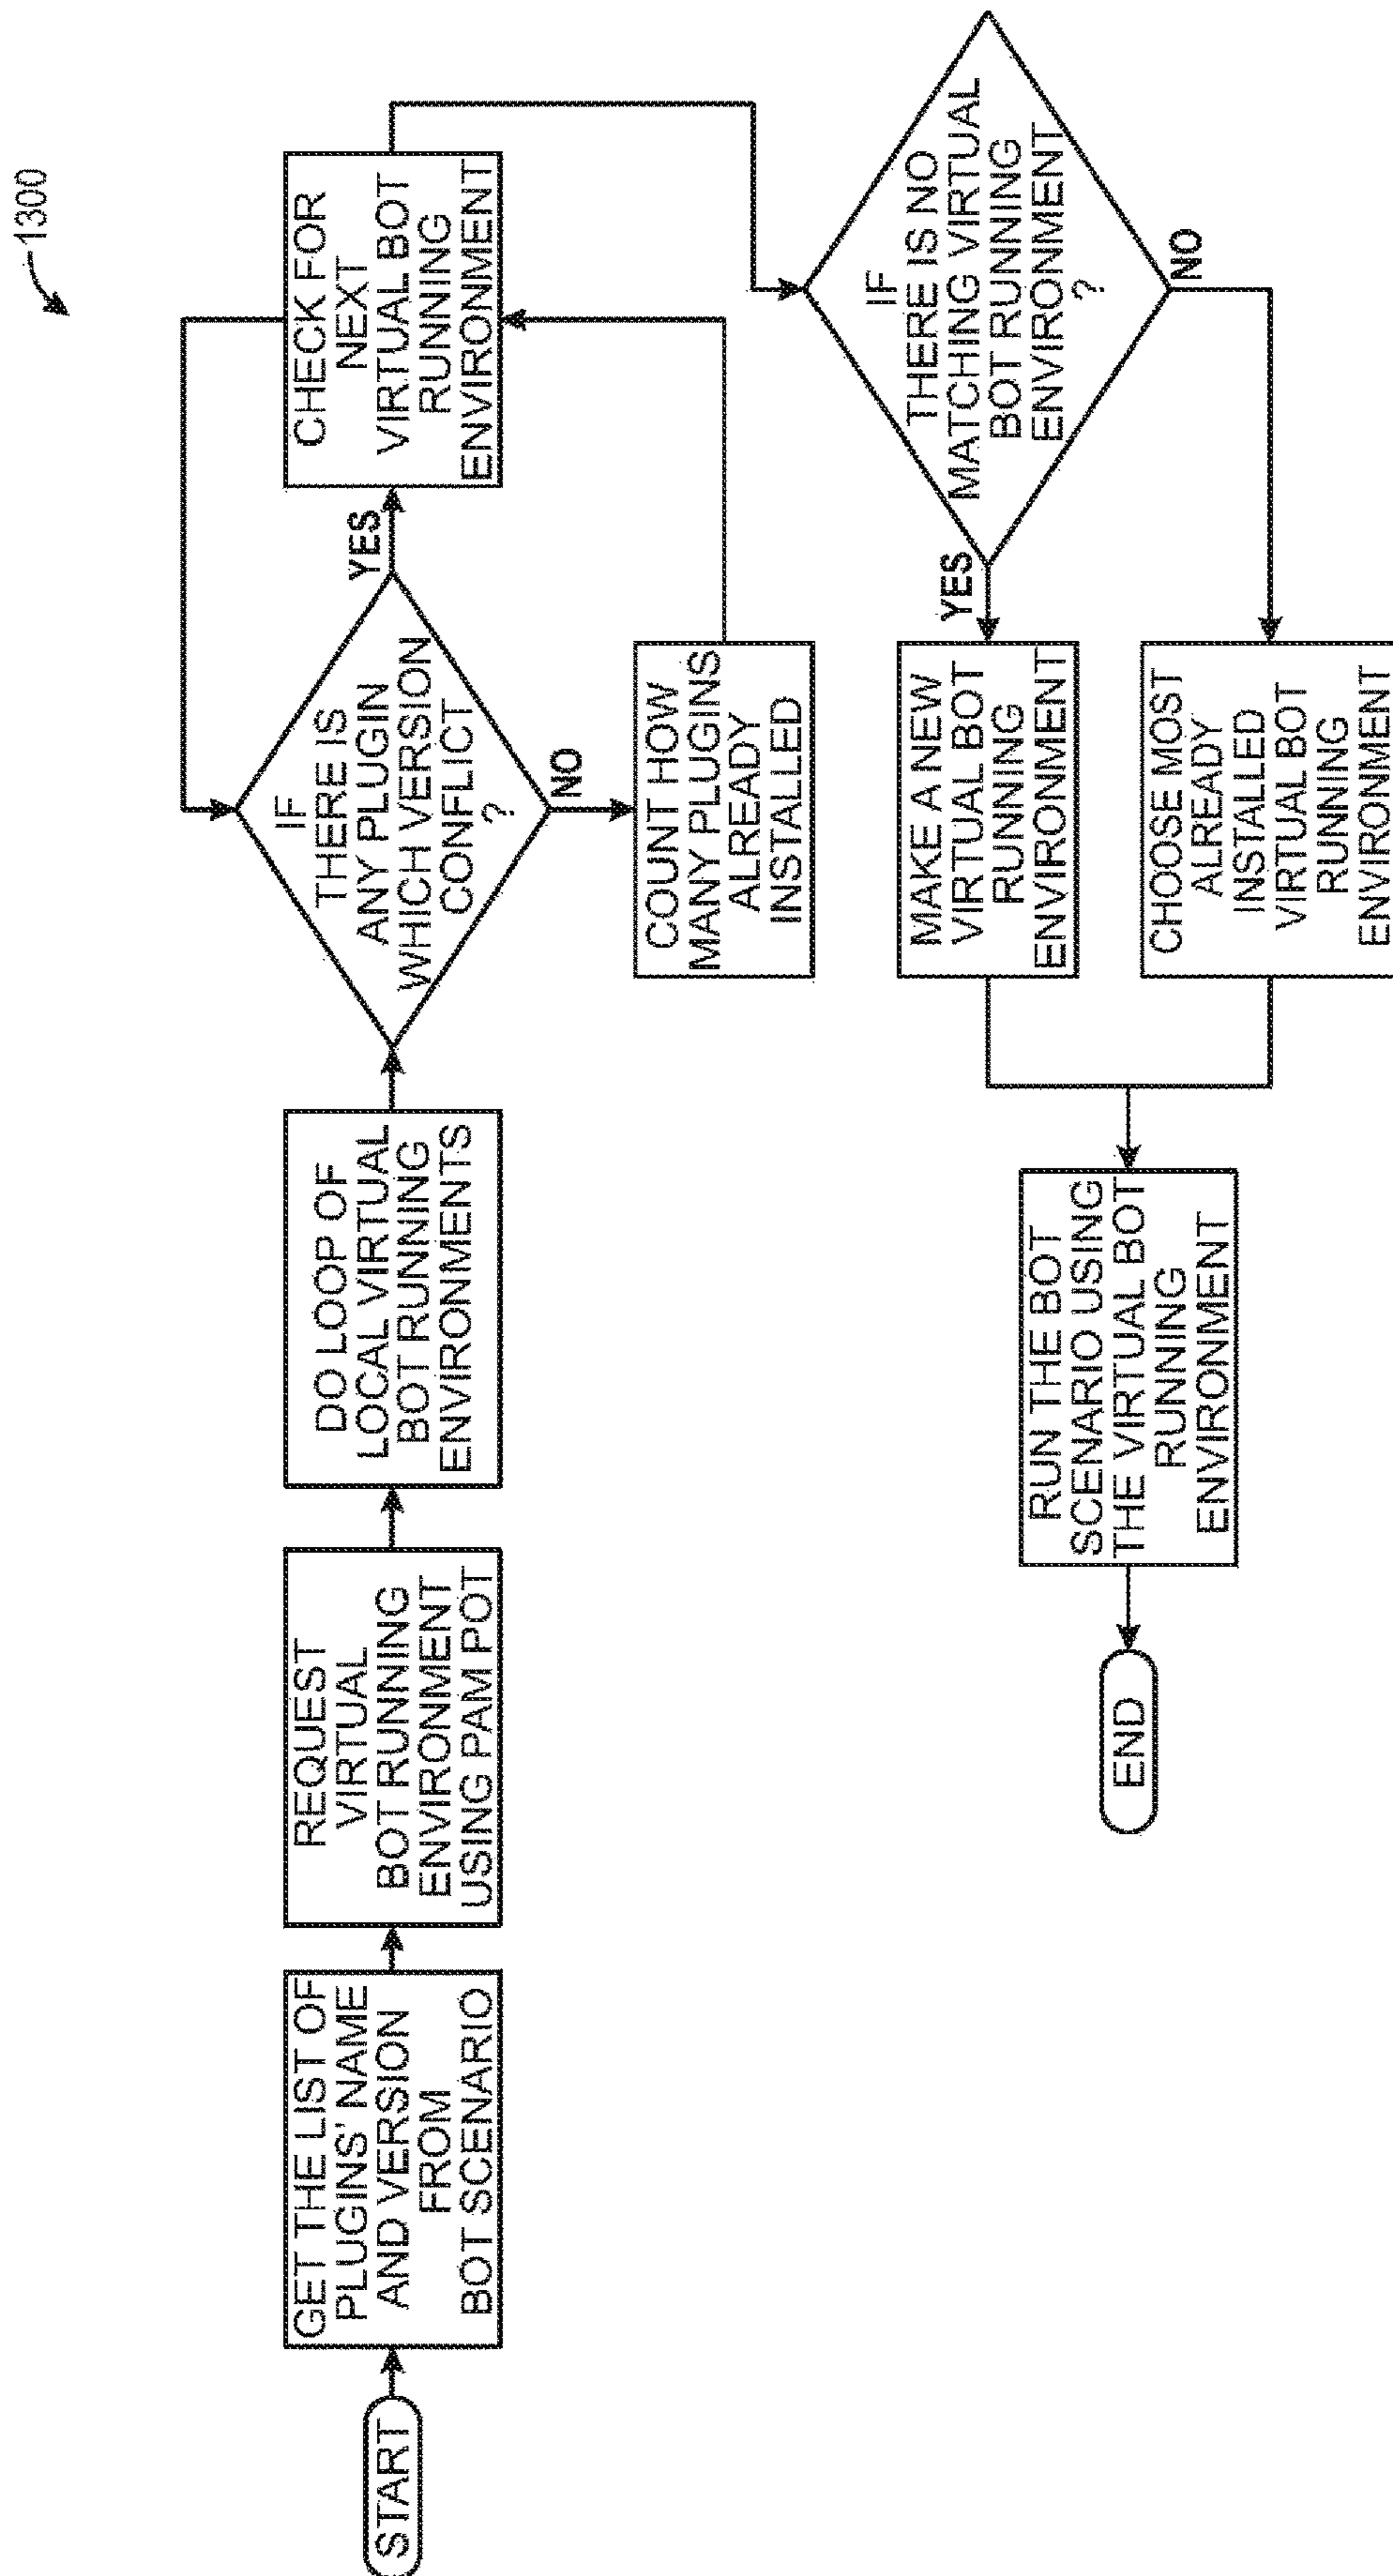 1300
START
GET THE LIST OF
PLUGINS' NAME
AND VERSION
FROM
BOT SCENARIO
REQUEST
VIRTUAL
BOT RUNNING
ENVIRONMENT
USING PAM POT
DO LOOP OF
LOCAL VIRTUAL
BOT RUNNING
ENVIRONMENTS
IF
THERE IS
ANY PLUGIN
WHICH VERSION
CONFLICT
?
YES
NO
CHECK FOR
NEXT
VIRTUAL BOT
RUNNING
ENVIRONMENT
COUNT HOW
MANY PLUGINS
ALREADY
INSTALLED
IF
THERE IS NO
MATCHING VIRTUAL
BOT RUNNING
ENVIRONMENT
?
YES
NO
MAKE A NEW
VIRTUAL BOT
RUNNING
ENVIRONMENT
CHOOSE MOST
ALREADY
INSTALLED
VIRTUAL BOT
RUNNING
ENVIRONMENT
RUN THE BOT
SCENARIO USING
THE VIRTUAL BOT
RUNNING
ENVIRONMENT
END